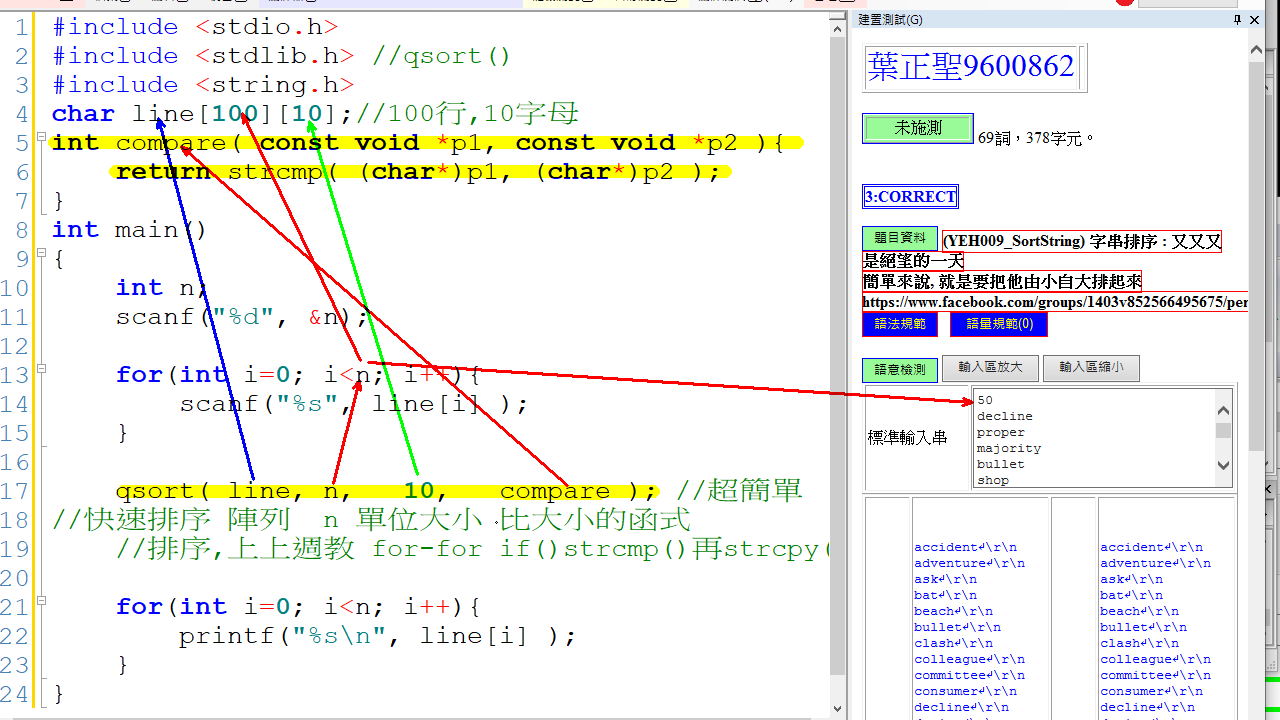 1 #include <stdio.h>
2 #include <stdlib.h> //qsort()
3 #include <string.h>
4 char line[100][10];//100行,10字母
5 int compare( const void *p1, const void *p2 ){
6 return strcmp( (char*)p1, (char*)p2 );
7 }
8 int main()
9 {
10 int n;
11 scanf("%d", &n);
12
13 for(int i=0; i<n; i++){
14 scanf("%s", line[i] );
15 }
16
17 qsort( line, n, 10, compare ); //超簡單
18 //快速排序 陣列 n 單位大小 比大小的函式
19 //排序,上上週教 for-for if()strcmp()再strcpy(
20
21 for(int i=0; i<n; i++){
22 printf("%s\n", line[i] );
23 }
24 }
建置測試(G)
葉正聖9600862
未施測 69詞，378字元。
3:CORRECT
題目資料 (YEH009_SortString) 字串排序 : 又又又
是絕望的一天
簡單來說, 就是要把他由小自大排起來
https://www.facebook.com/groups/1403v852566495675/per
語法規範 語量規範(0)
語意檢測 輸入區放大 輸入區縮小
標準輸入串
50
decline
proper
majority
bullet
shop
accident↵\r\n
adventure↵\r\n
ask↵\r\n
bat↵\r\n
beach↵\r\n
bullet↵\r\n
clash↵\r\n
colleague↵\r\n
committee↵\r\n
consumer↵\r\n
decline↵\r\n
accident↵\r\n
adventure↵\r\n
ask↵\r\n
bat↵\r\n
beach↵\r\n
bullet↵\r\n
clash↵\r\n
colleague↵\r\n
committee↵\r\n
consumer↵\r\n
decline↵\r\n